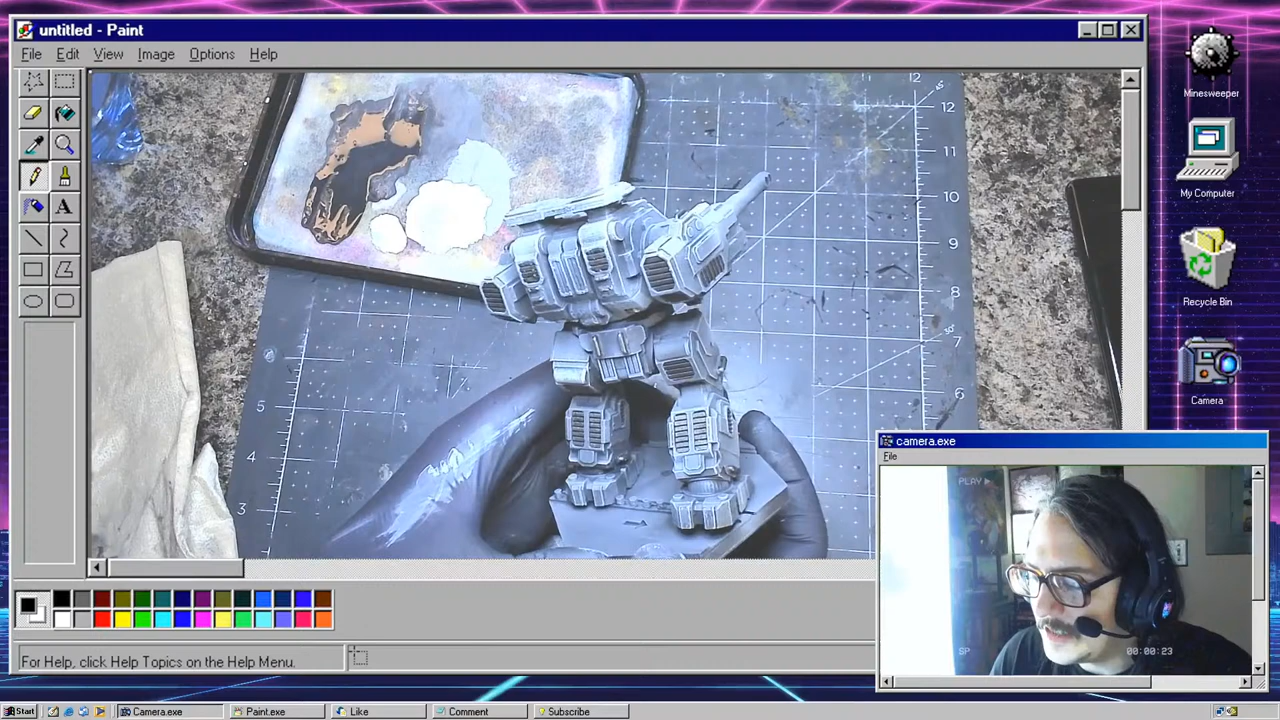 untitled - Paint
File Edit View Image Options Help
Minesweeper
My Computer
Recycle Bin
Camera
12
11
10
9
8
7
6
5
4
3
camera.exe
File
PLAY
SP
00:00:23
For Help, click Help Topics on the Help Menu.
Start Camera.exe Paint.exe Like Comment Subscribe